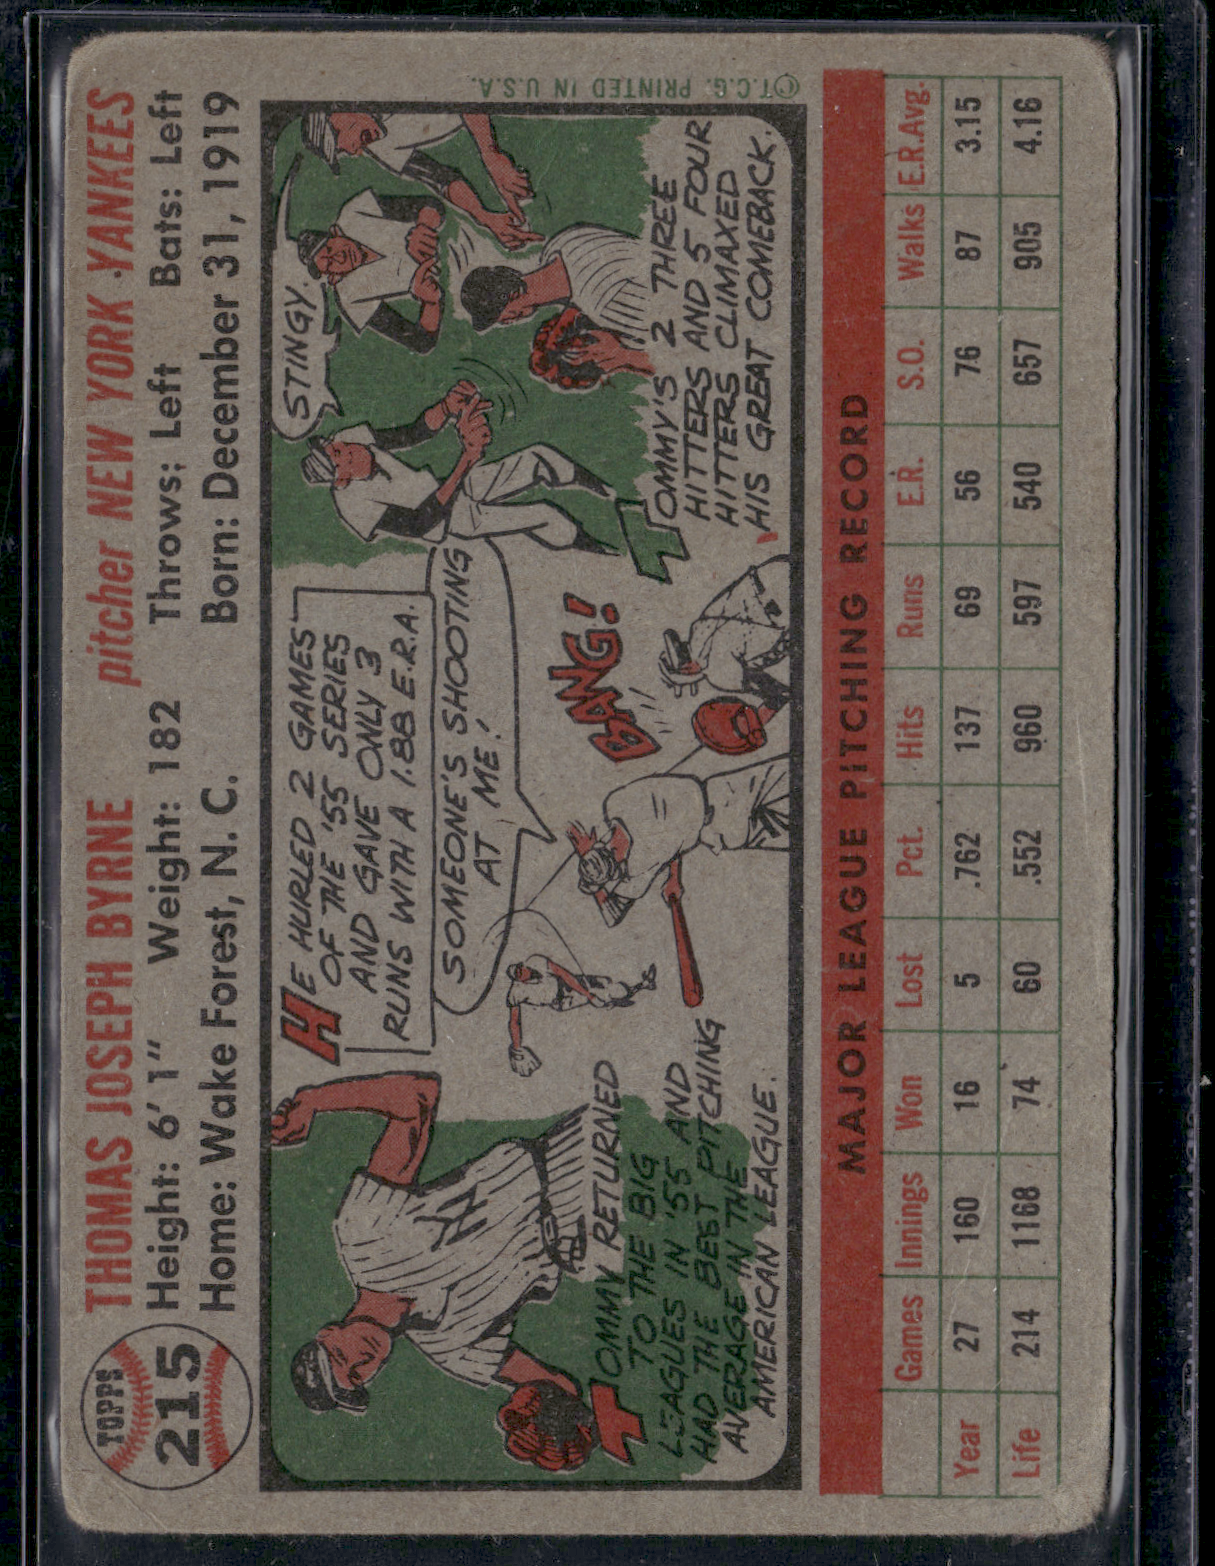 TOPPS
215
THOMAS JOSEPH BYRNE pitcher NEW YORK YANKEES
Height: 6' 1" Weight: 182 Throws: Left Bats: Left
Home: Wake Forest, N. C. Born: December 31, 1919
TOMMY RETURNED
TO THE BIG
LEAGUES IN '55 AND
HAD THE BEST PITCHING
AVERAGE IN THE
AMERICAN LEAGUE.
HE HURLED 2 GAMES
OF THE '55 SERIES
AND GAVE ONLY 3
RUNS WITH A 1.88 E.R.A.
SOMEONE'S SHOOTING
AT ME!
BANG!
STINGY.
TOMMY'S 2 THREE
HITTERS AND 5 FOUR
HITTERS CLIMAXED
HIS GREAT COMEBACK.
©T.C.G. PRINTED IN U.S.A.
MAJOR LEAGUE PITCHING RECORD
Games Innings Won Lost Pct. Hits Runs E.R. S.O. Walks E.R.Avg.
Year 27 160 16 5 .762 137 69 56 76 87 3.15
Life 214 1168 74 60 .552 960 597 540 657 905 4.16